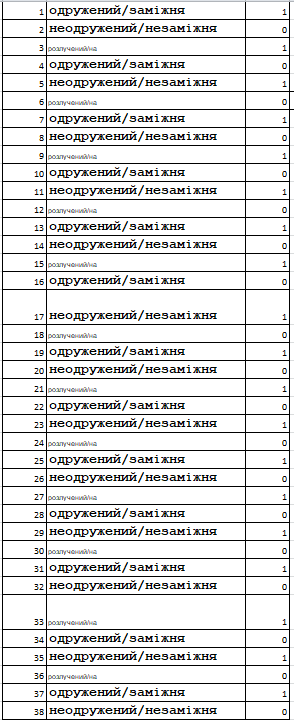 1 одружений/заміжня 1
2 неодружений/незаміжня 0
3 розлучений/на 1
4 одружений/заміжня 0
5 неодружений/незаміжня 1
6 розлучений/на 0
7 одружений/заміжня 1
8 неодружений/незаміжня 0
9 розлучений/на 1
10 одружений/заміжня 0
11 неодружений/незаміжня 1
12 розлучений/на 0
13 одружений/заміжня 1
14 неодружений/незаміжня 0
15 розлучений/на 1
16 одружений/заміжня 0
17 неодружений/незаміжня 1
18 розлучений/на 0
19 одружений/заміжня 1
20 неодружений/незаміжня 0
21 розлучений/на 1
22 одружений/заміжня 0
23 неодружений/незаміжня 1
24 розлучений/на 0
25 одружений/заміжня 1
26 неодружений/незаміжня 0
27 розлучений/на 1
28 одружений/заміжня 0
29 неодружений/незаміжня 1
30 розлучений/на 0
31 одружений/заміжня 1
32 неодружений/незаміжня 0
33 розлучений/на 1
34 одружений/заміжня 0
35 неодружений/незаміжня 1
36 розлучений/на 0
37 одружений/заміжня 1
38 неодружений/незаміжня 0